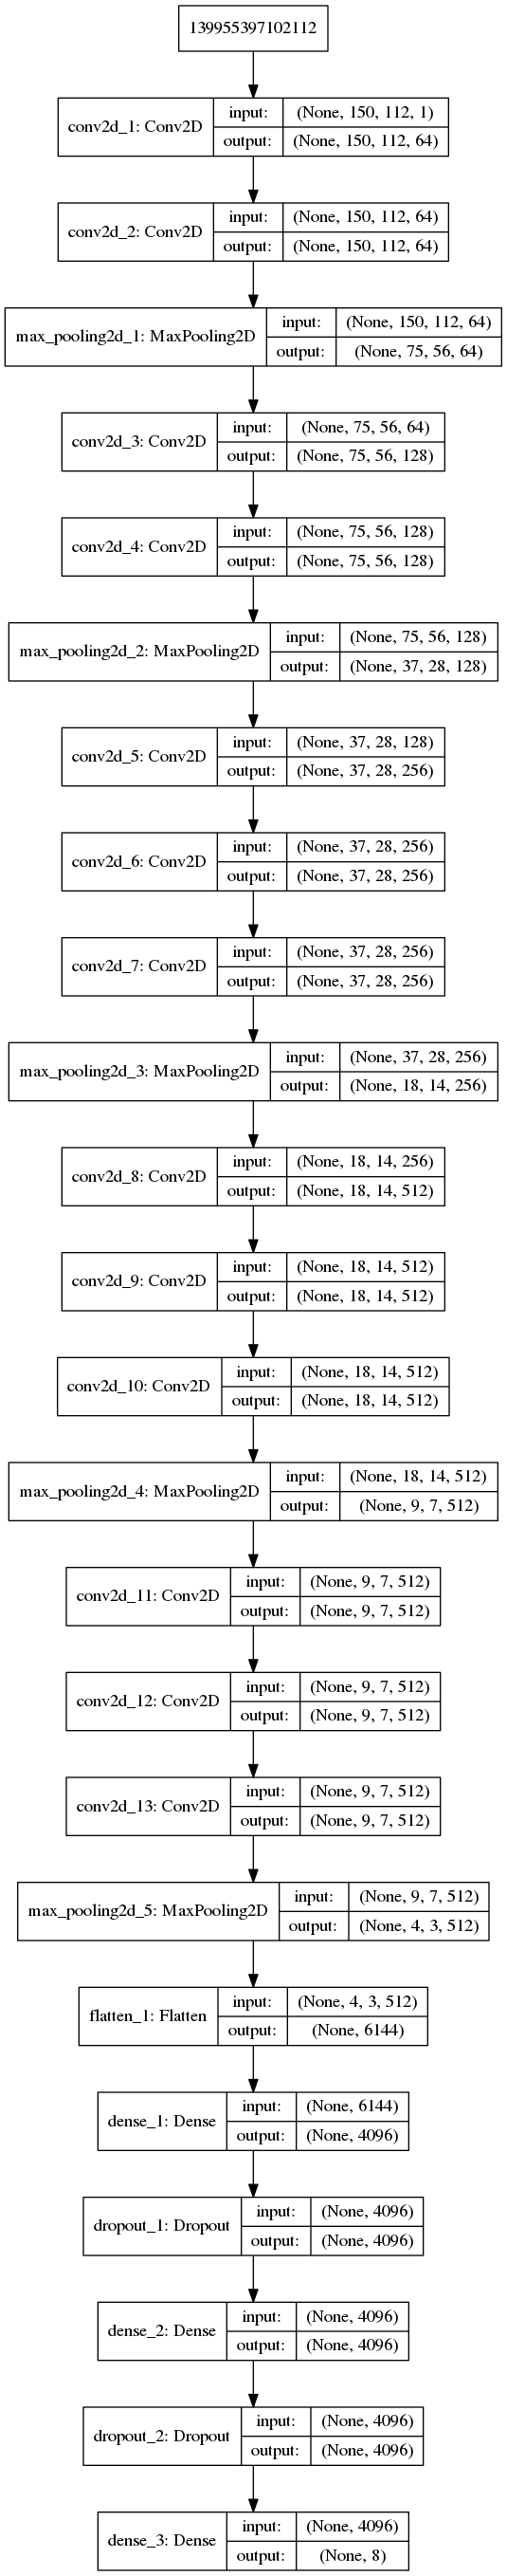 139955397102112
conv2d_1: Conv2D
input:
(None, 150, 112, 1)
output:
(None, 150, 112, 64)
conv2d_2: Conv2D
input:
(None, 150, 112, 64)
output:
(None, 150, 112, 64)
max_pooling2d_1: MaxPooling2D
input:
(None, 150, 112, 64)
output:
(None, 75, 56, 64)
conv2d_3: Conv2D
input:
(None, 75, 56, 64)
output:
(None, 75, 56, 128)
conv2d_4: Conv2D
input:
(None, 75, 56, 128)
output:
(None, 75, 56, 128)
max_pooling2d_2: MaxPooling2D
input:
(None, 75, 56, 128)
output:
(None, 37, 28, 128)
conv2d_5: Conv2D
input:
(None, 37, 28, 128)
output:
(None, 37, 28, 256)
conv2d_6: Conv2D
input:
(None, 37, 28, 256)
output:
(None, 37, 28, 256)
conv2d_7: Conv2D
input:
(None, 37, 28, 256)
output:
(None, 37, 28, 256)
max_pooling2d_3: MaxPooling2D
input:
(None, 37, 28, 256)
output:
(None, 18, 14, 256)
conv2d_8: Conv2D
input:
(None, 18, 14, 256)
output:
(None, 18, 14, 512)
conv2d_9: Conv2D
input:
(None, 18, 14, 512)
output:
(None, 18, 14, 512)
conv2d_10: Conv2D
input:
(None, 18, 14, 512)
output:
(None, 18, 14, 512)
max_pooling2d_4: MaxPooling2D
input:
(None, 18, 14, 512)
output:
(None, 9, 7, 512)
conv2d_11: Conv2D
input:
(None, 9, 7, 512)
output:
(None, 9, 7, 512)
conv2d_12: Conv2D
input:
(None, 9, 7, 512)
output:
(None, 9, 7, 512)
conv2d_13: Conv2D
input:
(None, 9, 7, 512)
output:
(None, 9, 7, 512)
max_pooling2d_5: MaxPooling2D
input:
(None, 9, 7, 512)
output:
(None, 4, 3, 512)
flatten_1: Flatten
input:
(None, 4, 3, 512)
output:
(None, 6144)
dense_1: Dense
input:
(None, 6144)
output:
(None, 4096)
dropout_1: Dropout
input:
(None, 4096)
output:
(None, 4096)
dense_2: Dense
input:
(None, 4096)
output:
(None, 4096)
dropout_2: Dropout
input:
(None, 4096)
output:
(None, 4096)
dense_3: Dense
input:
(None, 4096)
output:
(None, 8)